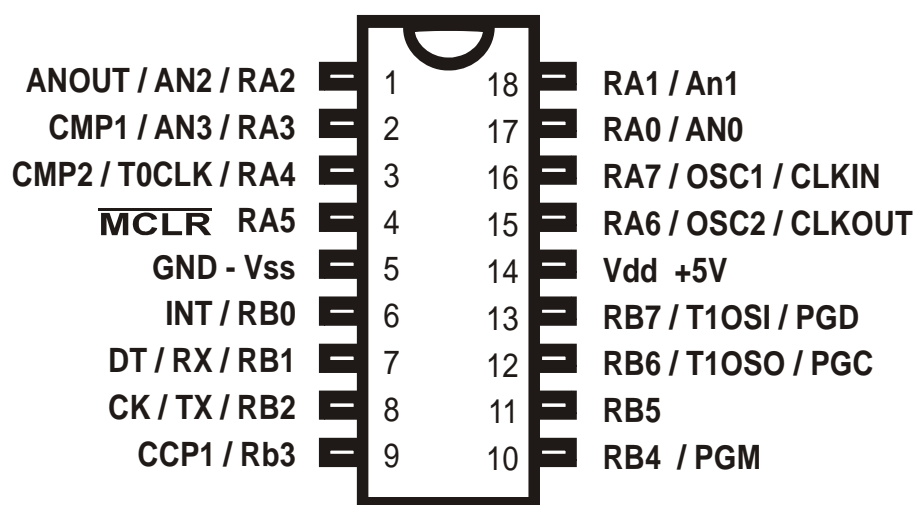 ANOUT / AN2 / RA2 1 18 RA1 / An1
CMP1 / AN3 / RA3 2 17 RA0 / AN0
CMP2 / T0CLK / RA4 3 16 RA7 / OSC1 / CLKIN
MCLR RA5 4 15 RA6 / OSC2 / CLKOUT
GND - Vss 5 14 Vdd +5V
INT / RB0 6 13 RB7 / T1OSI / PGD
DT / RX / RB1 7 12 RB6 / T1OSO / PGC
CK / TX / RB2 8 11 RB5
CCP1 / Rb3 9 10 RB4 / PGM